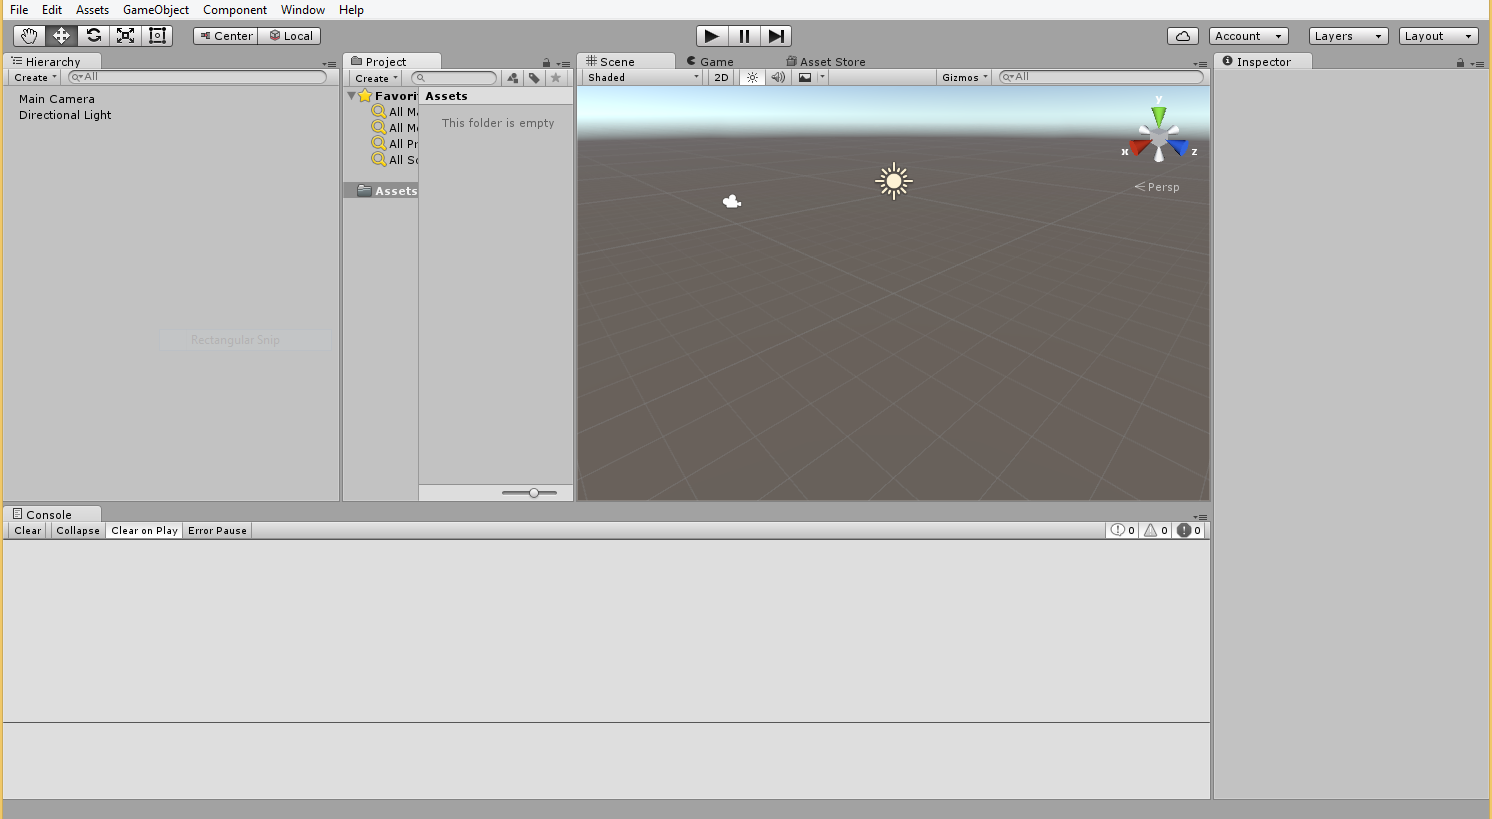 File Edit Assets GameObject Component Window Help
Center Local Account Layers Layout
Hierarchy
Create All
Main Camera
Directional Light
Rectangular Snip
Project
Create
Favori
All Ma
All Mo
All Pr
All Sc
Assets
Assets
This folder is empty
Scene Game Asset Store
Shaded 2D Gizmos All
y
x z
Persp
Inspector
Console
Clear Collapse Clear on Play Error Pause 0 0 0